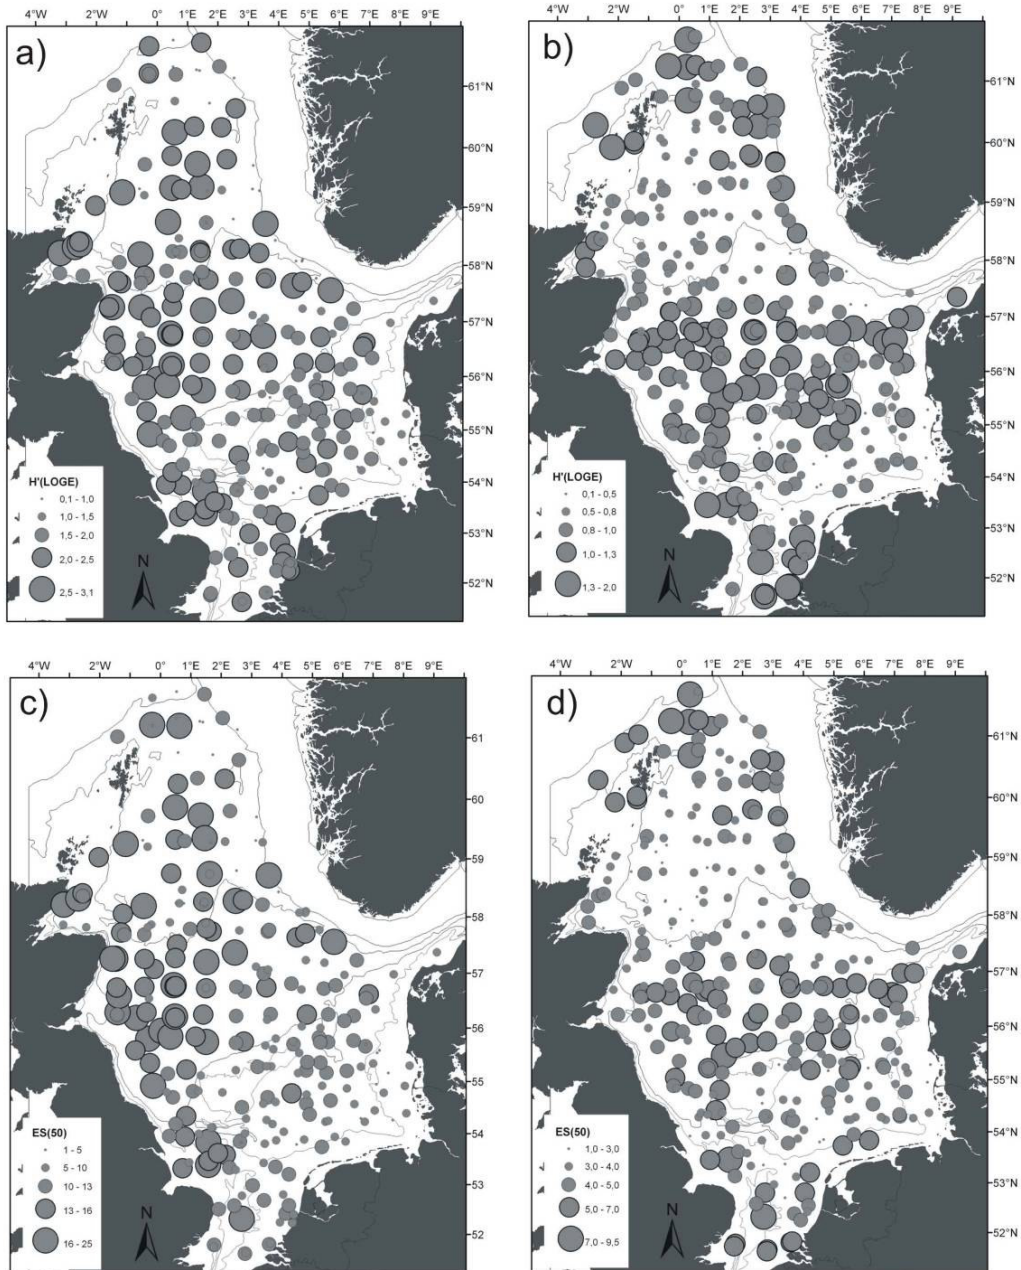 4°W 2°W 0° 1°E 2°E 3°E 4°E 5°E 6°E 7°E 8°E 9°E
a)
61°N
60°N
59°N
58°N
57°N
56°N
55°N
54°N
53°N
52°N
H'(LOGE)
0,1 - 1,0
1,0 - 1,5
1,5 - 2,0
2,0 - 2,5
2,5 - 3,1
N
4°W 2°W 0° 1°E 2°E 3°E 4°E 5°E 6°E 7°E 8°E 9°E
b)
61°N
60°N
59°N
58°N
57°N
56°N
55°N
54°N
53°N
52°N
H'(LOGE)
0,1 - 0,5
0,5 - 0,8
0,8 - 1,0
1,0 - 1,3
1,3 - 2,0
N
4°W 2°W 0° 1°E 2°E 3°E 4°E 5°E 6°E 7°E 8°E 9°E
c)
61
60
59
58
57
56
55
54
53
52
ES(50)
1 - 5
5 - 10
10 - 13
13 - 16
16 - 25
N
4°W 2°W 0° 1°E 2°E 3°E 4°E 5°E 6°E 7°E 8°E 9°E
d)
61°N
60°N
59°N
58°N
57°N
56°N
55°N
54°N
53°N
52°N
ES(50)
1,0 - 3,0
3,0 - 4,0
4,0 - 5,0
5,0 - 7,0
7,0 - 9,5
N